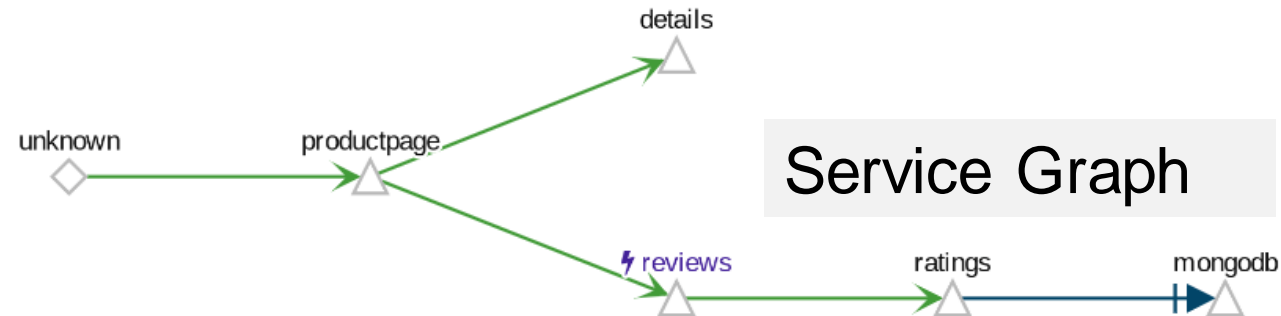 details
unknown
productpage
Service Graph
reviews
ratings
mongodb